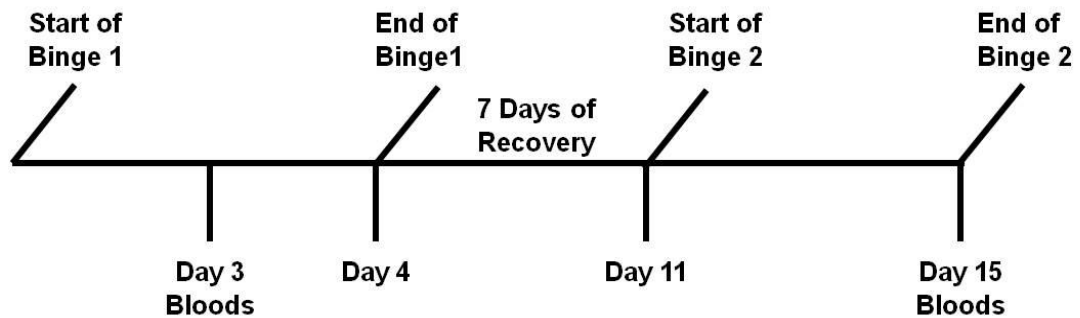 Start of
Binge 1
End of
Binge1
Start of
Binge 2
End of
Binge 2
7 Days of
Recovery
Day 3
Bloods
Day 4
Day 11
Day 15
Bloods